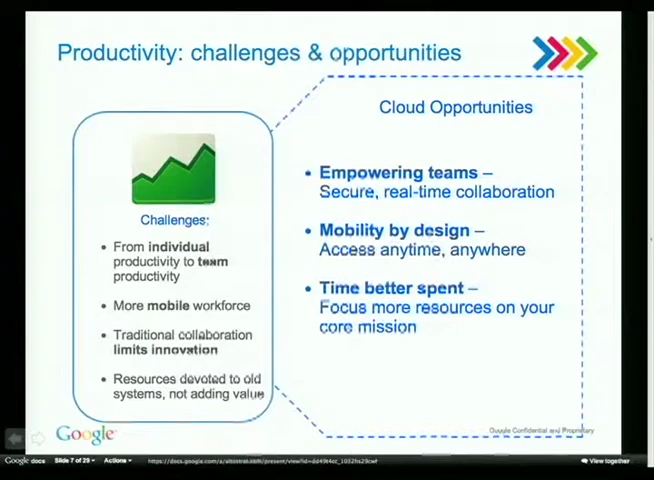 Productivity: challenges & opportunities
Cloud Opportunities
Challenges:
• From individual
productivity to team
productivity
• More mobile workforce
• Traditional collaboration
limits innovation
• Resources devoted to old
systems, not adding value
• Empowering teams –
Secure, real-time collaboration
• Mobility by design –
Access anytime, anywhere
• Time better spent –
Focus more resources on your
core mission
Google
Google Confidential and Proprietary
Google docs Slide 7 of 29 Actions View together